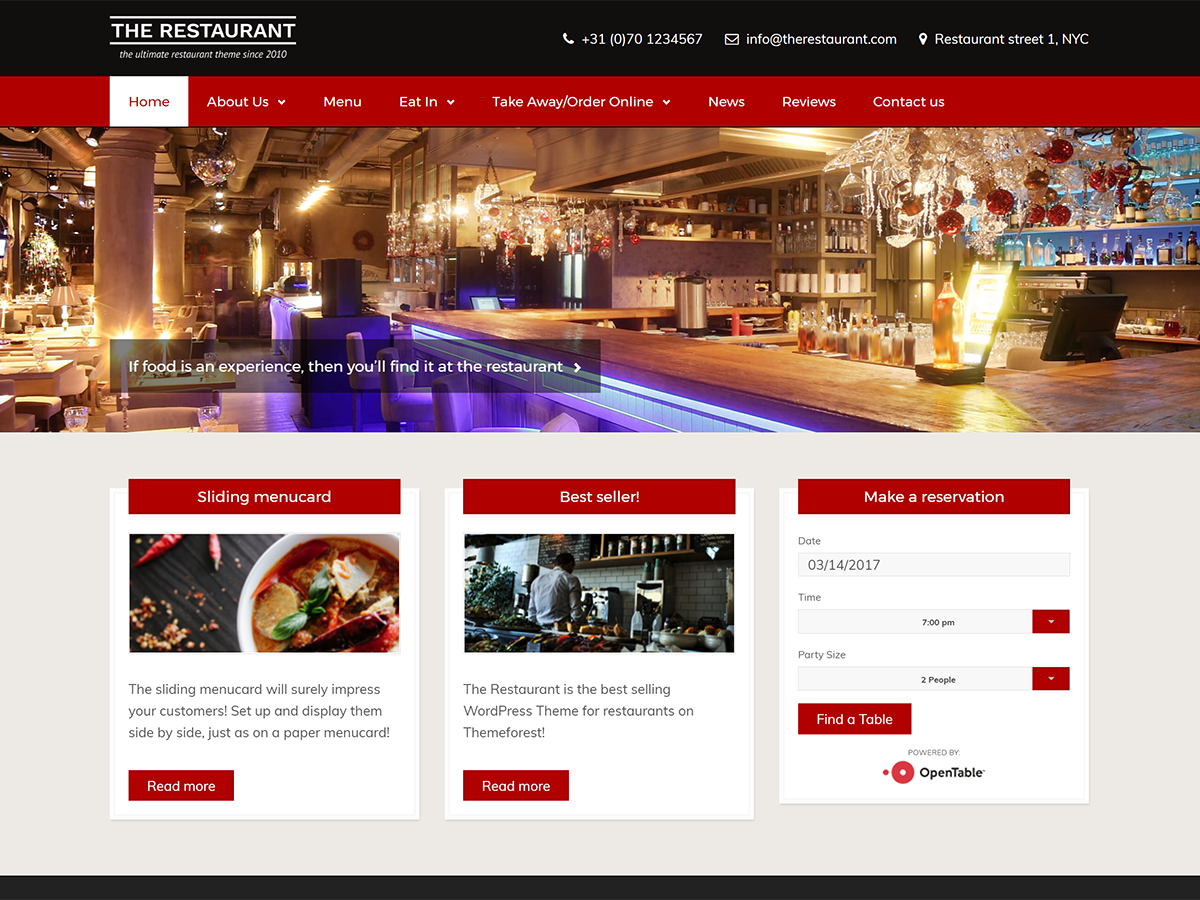 THE RESTAURANT
the ultimate restaurant theme since 2010
+31 (0)70 1234567 info@therestaurant.com Restaurant street 1, NYC
Home About Us Menu Eat In Take Away/Order Online News Reviews Contact us
If food is an experience, then you'll find it at the restaurant
Sliding menucard
The sliding menucard will surely impress
your customers! Set up and display them
side by side, just as on a paper menucard!
Read more
Best seller!
The Restaurant is the best selling
WordPress Theme for restaurants on
Themeforest!
Read more
Make a reservation
Date
03/14/2017
Time
7:00 pm
Party Size
2 People
Find a Table
POWERED BY:
OpenTable